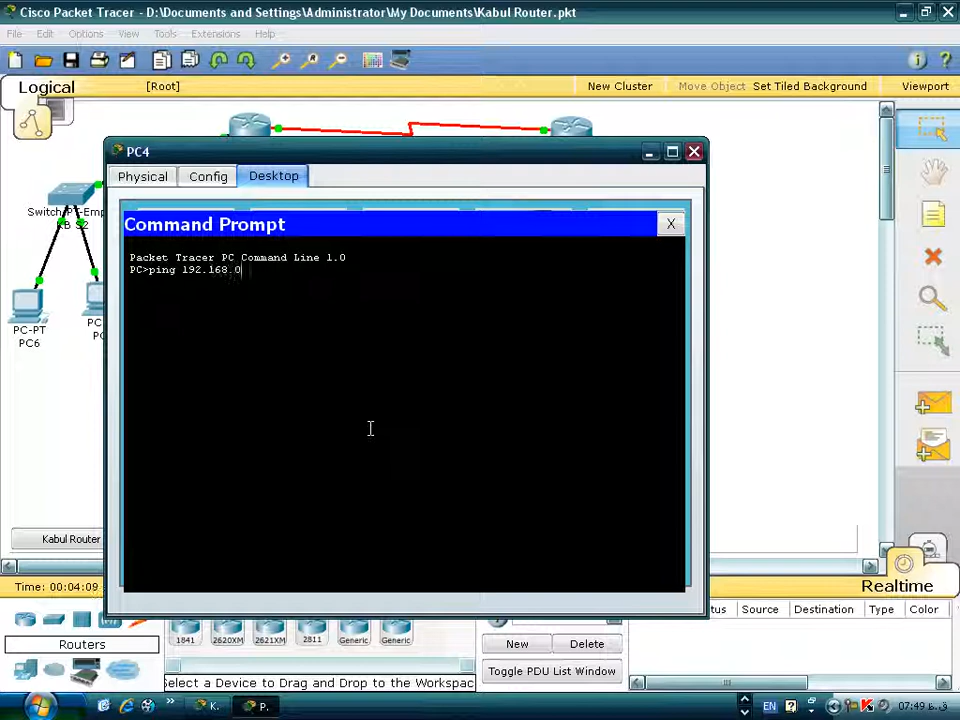 Cisco Packet Tracer - D:\Documents and Settings\Administrator\My Documents\Kabul Router.pkt
File Edit Options View Tools Extensions Help
Logical [Root] New Cluster Move Object Set Tiled Background Viewport
PC4
Physical Config Desktop
Command Prompt X
Packet Tracer PC Command Line 1.0
PC>ping 192.168.0
Switch-PT-Emp
PC-PT
PC6
PC
Kabul Router
Time: 00:04:09 Realtime
Source Destination Type Color
Routers
1841 2620XM 2621XM 2811 Generic Generic
New Delete
Toggle PDU List Window
Select a Device to Drag and Drop to the Workspac
K. P. EN 07:49 ق.ظ